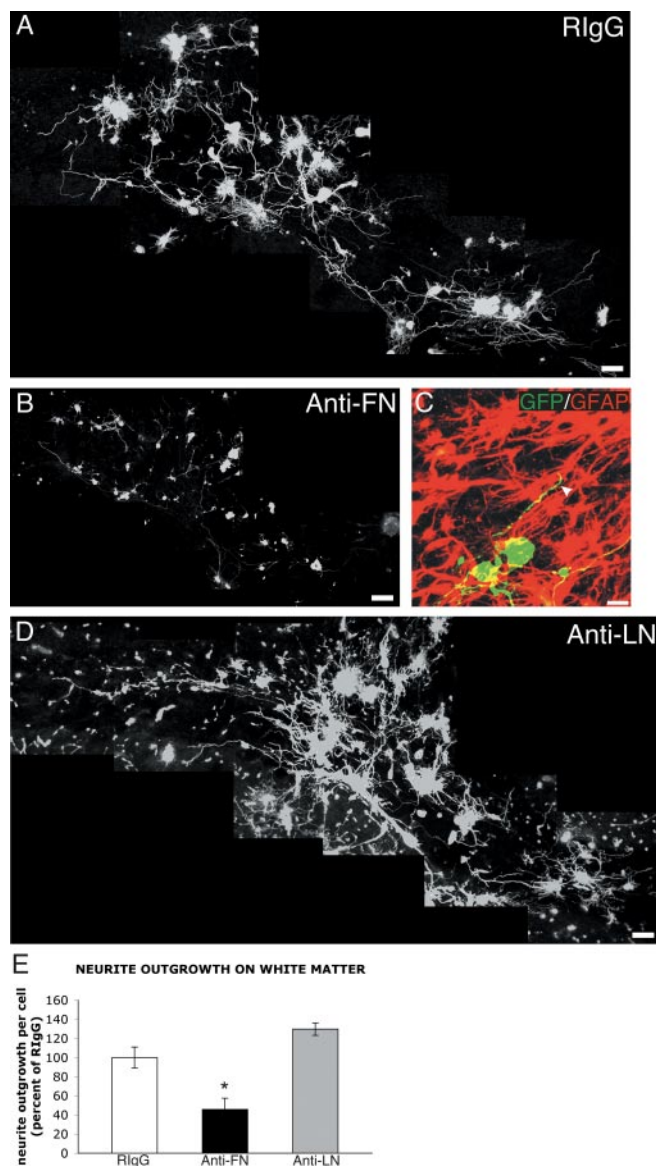 A RIgG
B Anti-FN
C GFP/GFAP
D Anti-LN
E NEURITE OUTGROWTH ON WHITE MATTER
neurite outgrowth per cell
(percent of RIgG)
160
140
120
100
80
60
40
20
0
*
RIgG Anti-FN Anti-LN